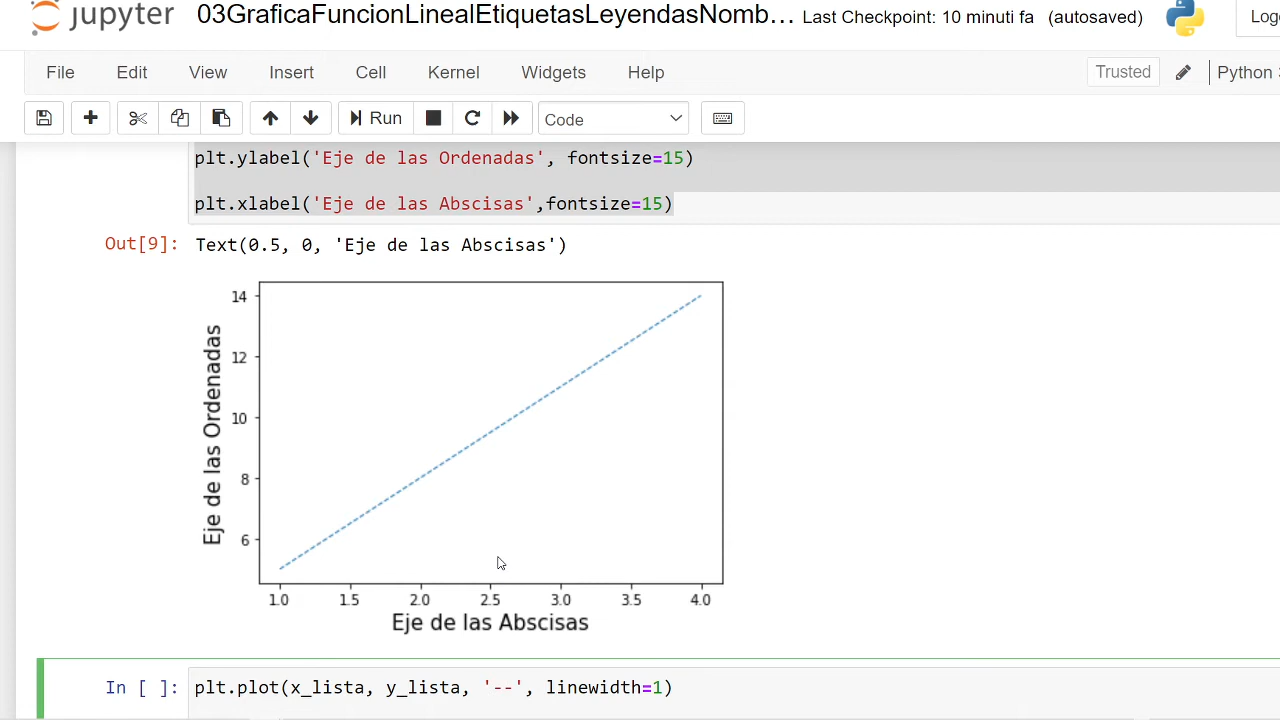 jupyter 03GraficaFuncionLinealEtiquetasLeyendasNomb... Last Checkpoint: 10 minuti fa (autosaved)
File Edit View Insert Cell Kernel Widgets Help Trusted Python
Run Code
plt.ylabel('Eje de las Ordenadas', fontsize=15)
plt.xlabel('Eje de las Abscisas',fontsize=15)
Out[9]: Text(0.5, 0, 'Eje de las Abscisas')
14
12
10
8
6
Eje de las Ordenadas
1.0 1.5 2.0 2.5 3.0 3.5 4.0
Eje de las Abscisas
In [ ]: plt.plot(x_lista, y_lista, '--', linewidth=1)